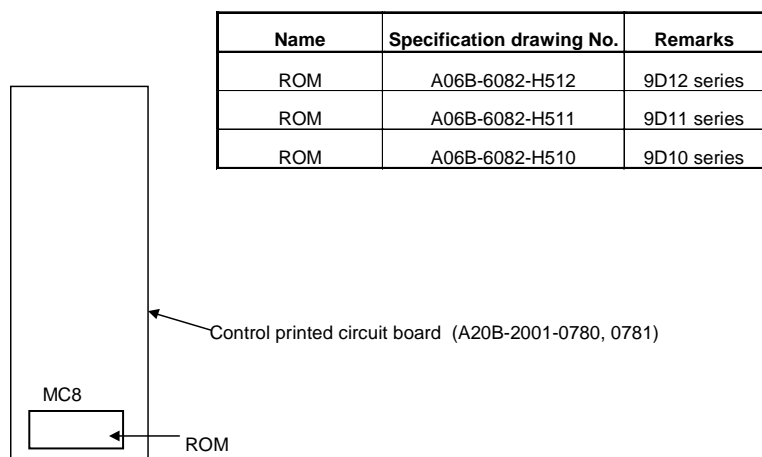 Name Specification drawing No. Remarks
ROM A06B-6082-H512 9D12 series
ROM A06B-6082-H511 9D11 series
ROM A06B-6082-H510 9D10 series
Control printed circuit board (A20B-2001-0780, 0781)
MC8
ROM